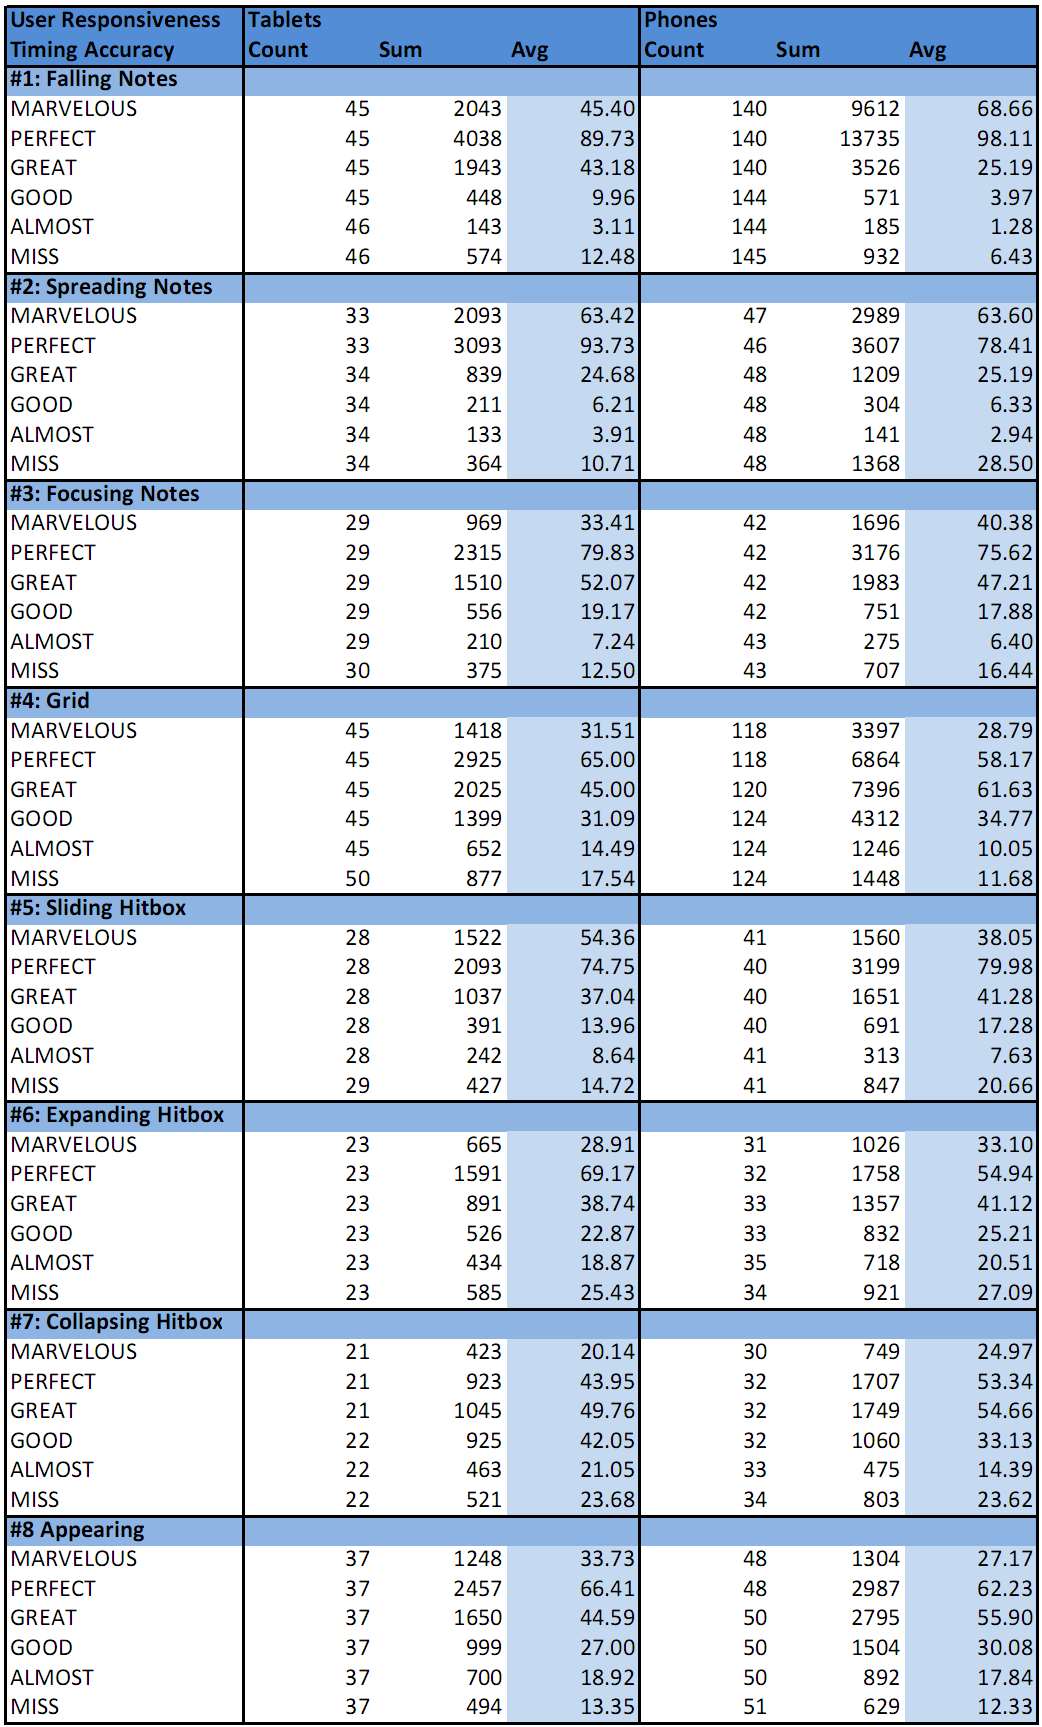 User Responsiveness Tablets Phones
Timing Accuracy Count Sum Avg Count Sum Avg
#1: Falling Notes
MARVELOUS 45 2043 45.40 140 9612 68.66
PERFECT 45 4038 89.73 140 13735 98.11
GREAT 45 1943 43.18 140 3526 25.19
GOOD 45 448 9.96 144 571 3.97
ALMOST 46 143 3.11 144 185 1.28
MISS 46 574 12.48 145 932 6.43
#2: Spreading Notes
MARVELOUS 33 2093 63.42 47 2989 63.60
PERFECT 33 3093 93.73 46 3607 78.41
GREAT 34 839 24.68 48 1209 25.19
GOOD 34 211 6.21 48 304 6.33
ALMOST 34 133 3.91 48 141 2.94
MISS 34 364 10.71 48 1368 28.50
#3: Focusing Notes
MARVELOUS 29 969 33.41 42 1696 40.38
PERFECT 29 2315 79.83 42 3176 75.62
GREAT 29 1510 52.07 42 1983 47.21
GOOD 29 556 19.17 42 751 17.88
ALMOST 29 210 7.24 43 275 6.40
MISS 30 375 12.50 43 707 16.44
#4: Grid
MARVELOUS 45 1418 31.51 118 3397 28.79
PERFECT 45 2925 65.00 118 6864 58.17
GREAT 45 2025 45.00 120 7396 61.63
GOOD 45 1399 31.09 124 4312 34.77
ALMOST 45 652 14.49 124 1246 10.05
MISS 50 877 17.54 124 1448 11.68
#5: Sliding Hitbox
MARVELOUS 28 1522 54.36 41 1560 38.05
PERFECT 28 2093 74.75 40 3199 79.98
GREAT 28 1037 37.04 40 1651 41.28
GOOD 28 391 13.96 40 691 17.28
ALMOST 28 242 8.64 41 313 7.63
MISS 29 427 14.72 41 847 20.66
#6: Expanding Hitbox
MARVELOUS 23 665 28.91 31 1026 33.10
PERFECT 23 1591 69.17 32 1758 54.94
GREAT 23 891 38.74 33 1357 41.12
GOOD 23 526 22.87 33 832 25.21
ALMOST 23 434 18.87 35 718 20.51
MISS 23 585 25.43 34 921 27.09
#7: Collapsing Hitbox
MARVELOUS 21 423 20.14 30 749 24.97
PERFECT 21 923 43.95 32 1707 53.34
GREAT 21 1045 49.76 32 1749 54.66
GOOD 22 925 42.05 32 1060 33.13
ALMOST 22 463 21.05 33 475 14.39
MISS 22 521 23.68 34 803 23.62
#8 Appearing
MARVELOUS 37 1248 33.73 48 1304 27.17
PERFECT 37 2457 66.41 48 2987 62.23
GREAT 37 1650 44.59 50 2795 55.90
GOOD 37 999 27.00 50 1504 30.08
ALMOST 37 700 18.92 50 892 17.84
MISS 37 494 13.35 51 629 12.33